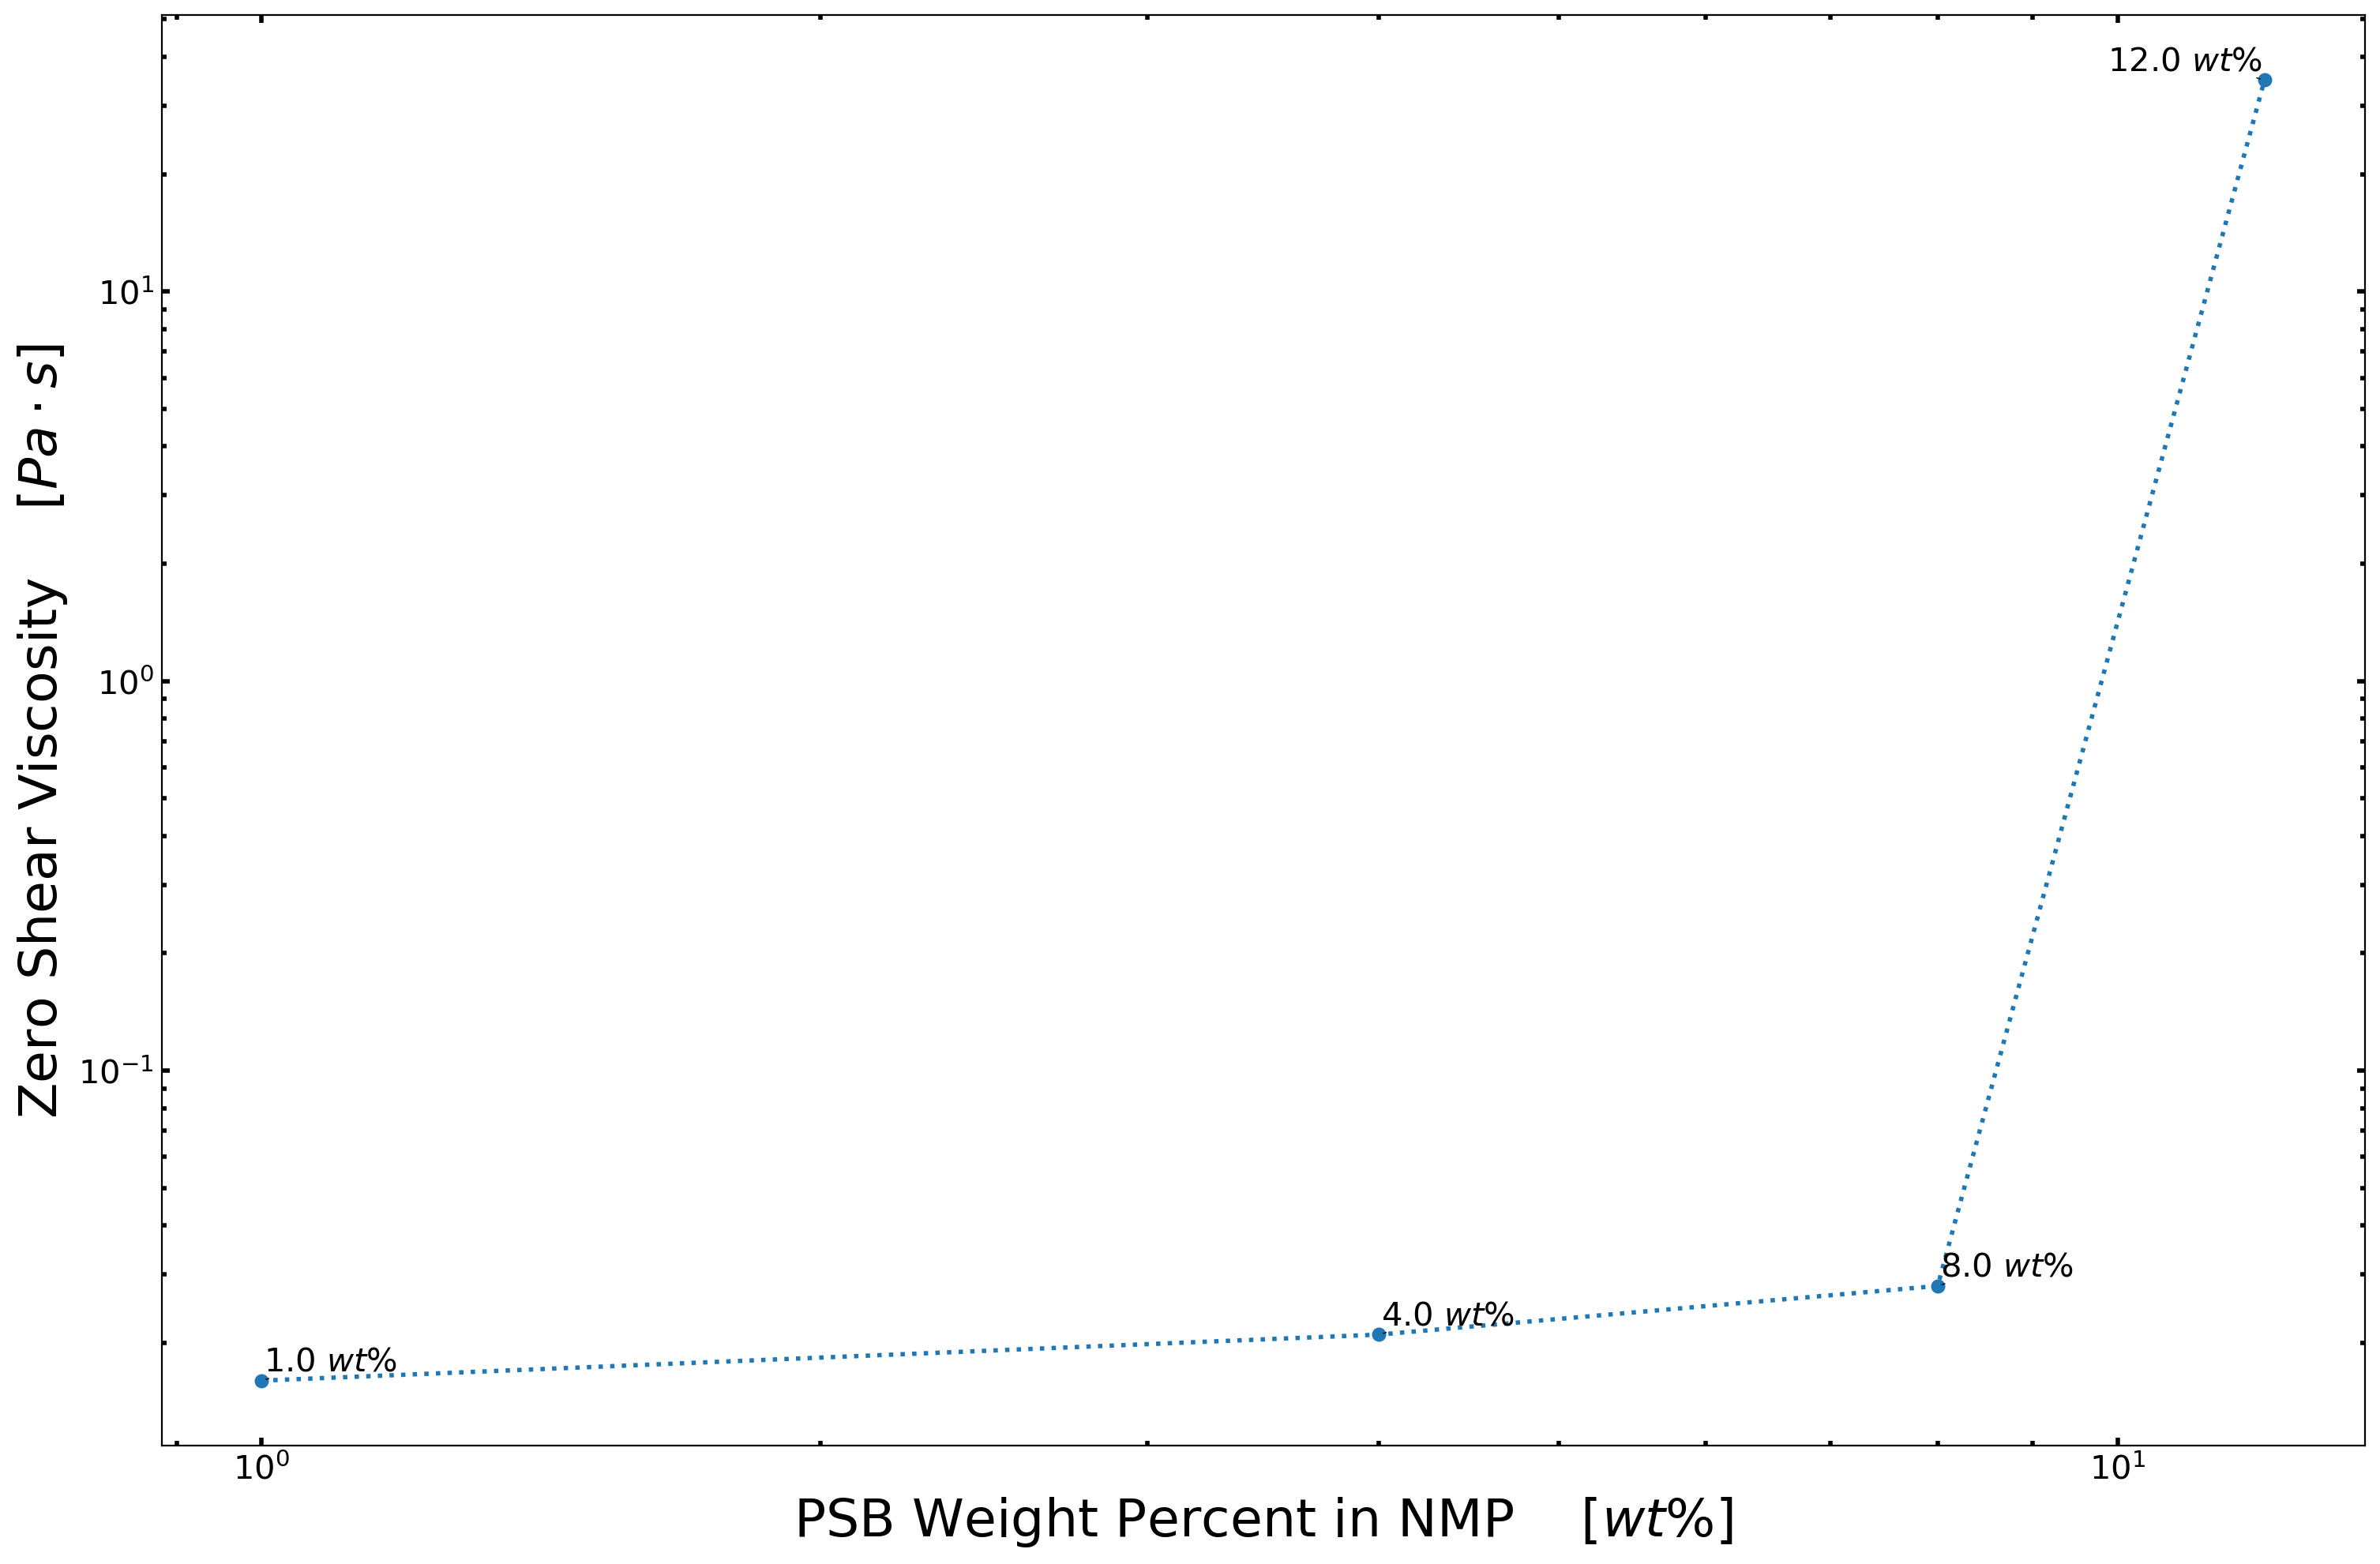 12.0 wt%
10¹
10⁰
10⁻¹
Zero Shear Viscosity [Pa · s]
8.0 wt%
4.0 wt%
1.0 wt%
10⁰
10¹
PSB Weight Percent in NMP [wt%]